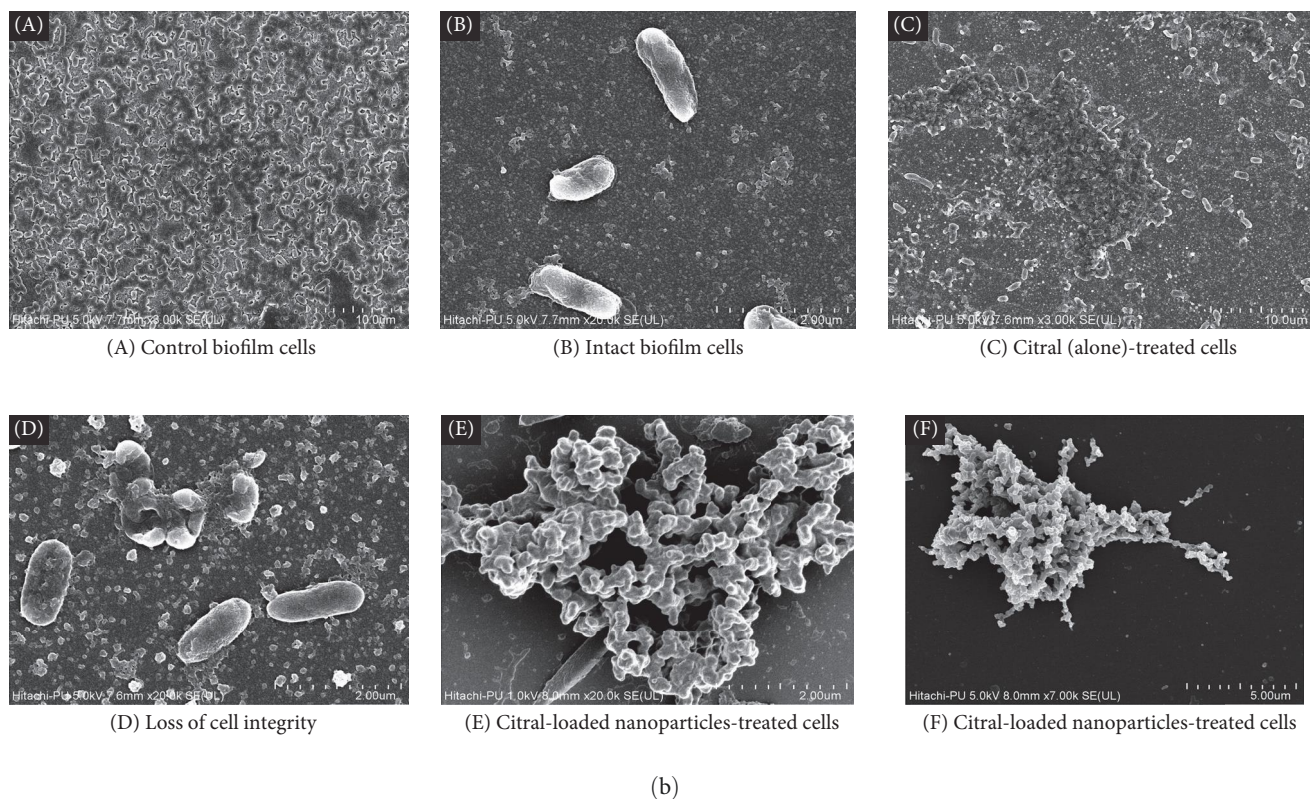 (A)
Hitachi-PU 5.0kV 7.7mm x3.00k SE(UL) 10.0um
(A) Control biofilm cells
(B)
Hitachi-PU 5.0kV 7.7mm x20.0k SE(UL) 2.00um
(B) Intact biofilm cells
(C)
Hitachi-PU 5.0kV 7.6mm x3.00k SE(UL) 10.0um
(C) Citral (alone)-treated cells
(D)
Hitachi-PU 5.0kV 7.6mm x20.0k SE(UL) 2.00um
(D) Loss of cell integrity
(E)
Hitachi-PU 1.0kV 8.0mm x20.0k SE(UL) 2.00um
(E) Citral-loaded nanoparticles-treated cells
(F)
Hitachi-PU 5.0kV 8.0mm x7.00k SE(UL) 5.00um
(F) Citral-loaded nanoparticles-treated cells
(b)